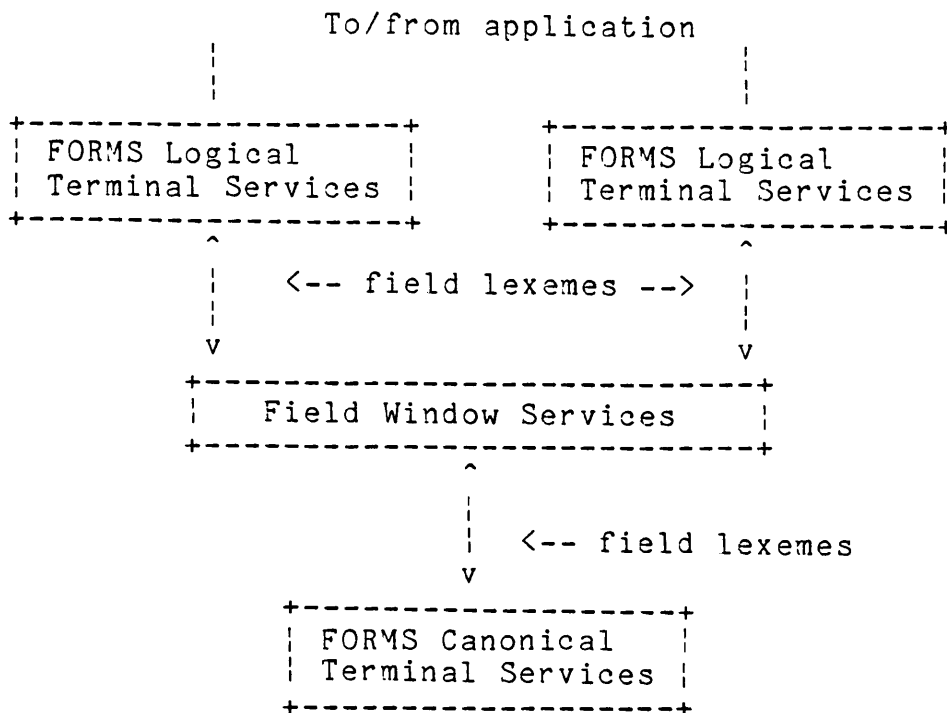 To/from application
FORMS Logical
Terminal Services
FORMS Logical
Terminal Services
<-- field lexemes -->
Field Window Services
<-- field lexemes
FORMS Canonical
Terminal Services